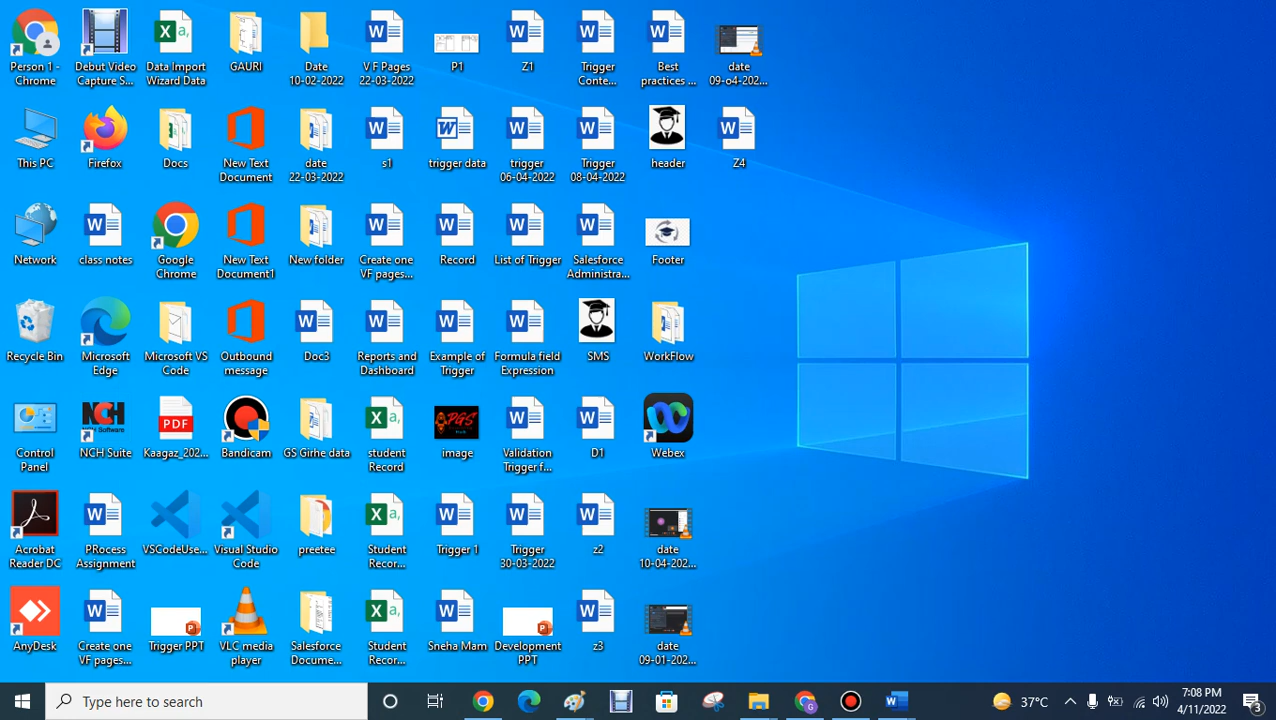 Person 1 -
Chrome
Debut Video
Capture S...
Data Import
Wizard Data
GAURI
Date
10-02-2022
V F Pages
22-03-2022
P1
Z1
Trigger
Conte...
Best
practices ...
date
09-o4-202...
This PC
Firefox
Docs
New Text
Document
date
22-03-2022
s1
trigger data
trigger
06-04-2022
Trigger
08-04-2022
header
Z4
Network
class notes
Google
Chrome
New Text
Document1
New folder
Create one
VF pages...
Record
List of Trigger
Salesforce
Administra...
Footer
Recycle Bin
Microsoft
Edge
Microsoft VS
Code
Outbound
message
Doc3
Reports and
Dashboard
Example of
Trigger
Formula field
Expression
SMS
WorkFlow
NCH
NCH Software
PDF
PGS
Control
Panel
NCH Suite
Kaagaz_202...
Bandicam
GS Girhe data
student
Record
image
Validation
Trigger f...
D1
Webex
Acrobat
Reader DC
PRocess
Assignment
VSCodeUse...
Visual Studio
Code
preetee
Student
Recor...
Trigger 1
Trigger
30-03-2022
z2
date
10-04-202...
AnyDesk
Create one
VF pages...
Trigger PPT
VLC media
player
Salesforce
Docume...
Student
Recor...
Sneha Mam
Development
PPT
z3
date
09-01-202...
Type here to search
37°C
7:08 PM
4/11/2022
3